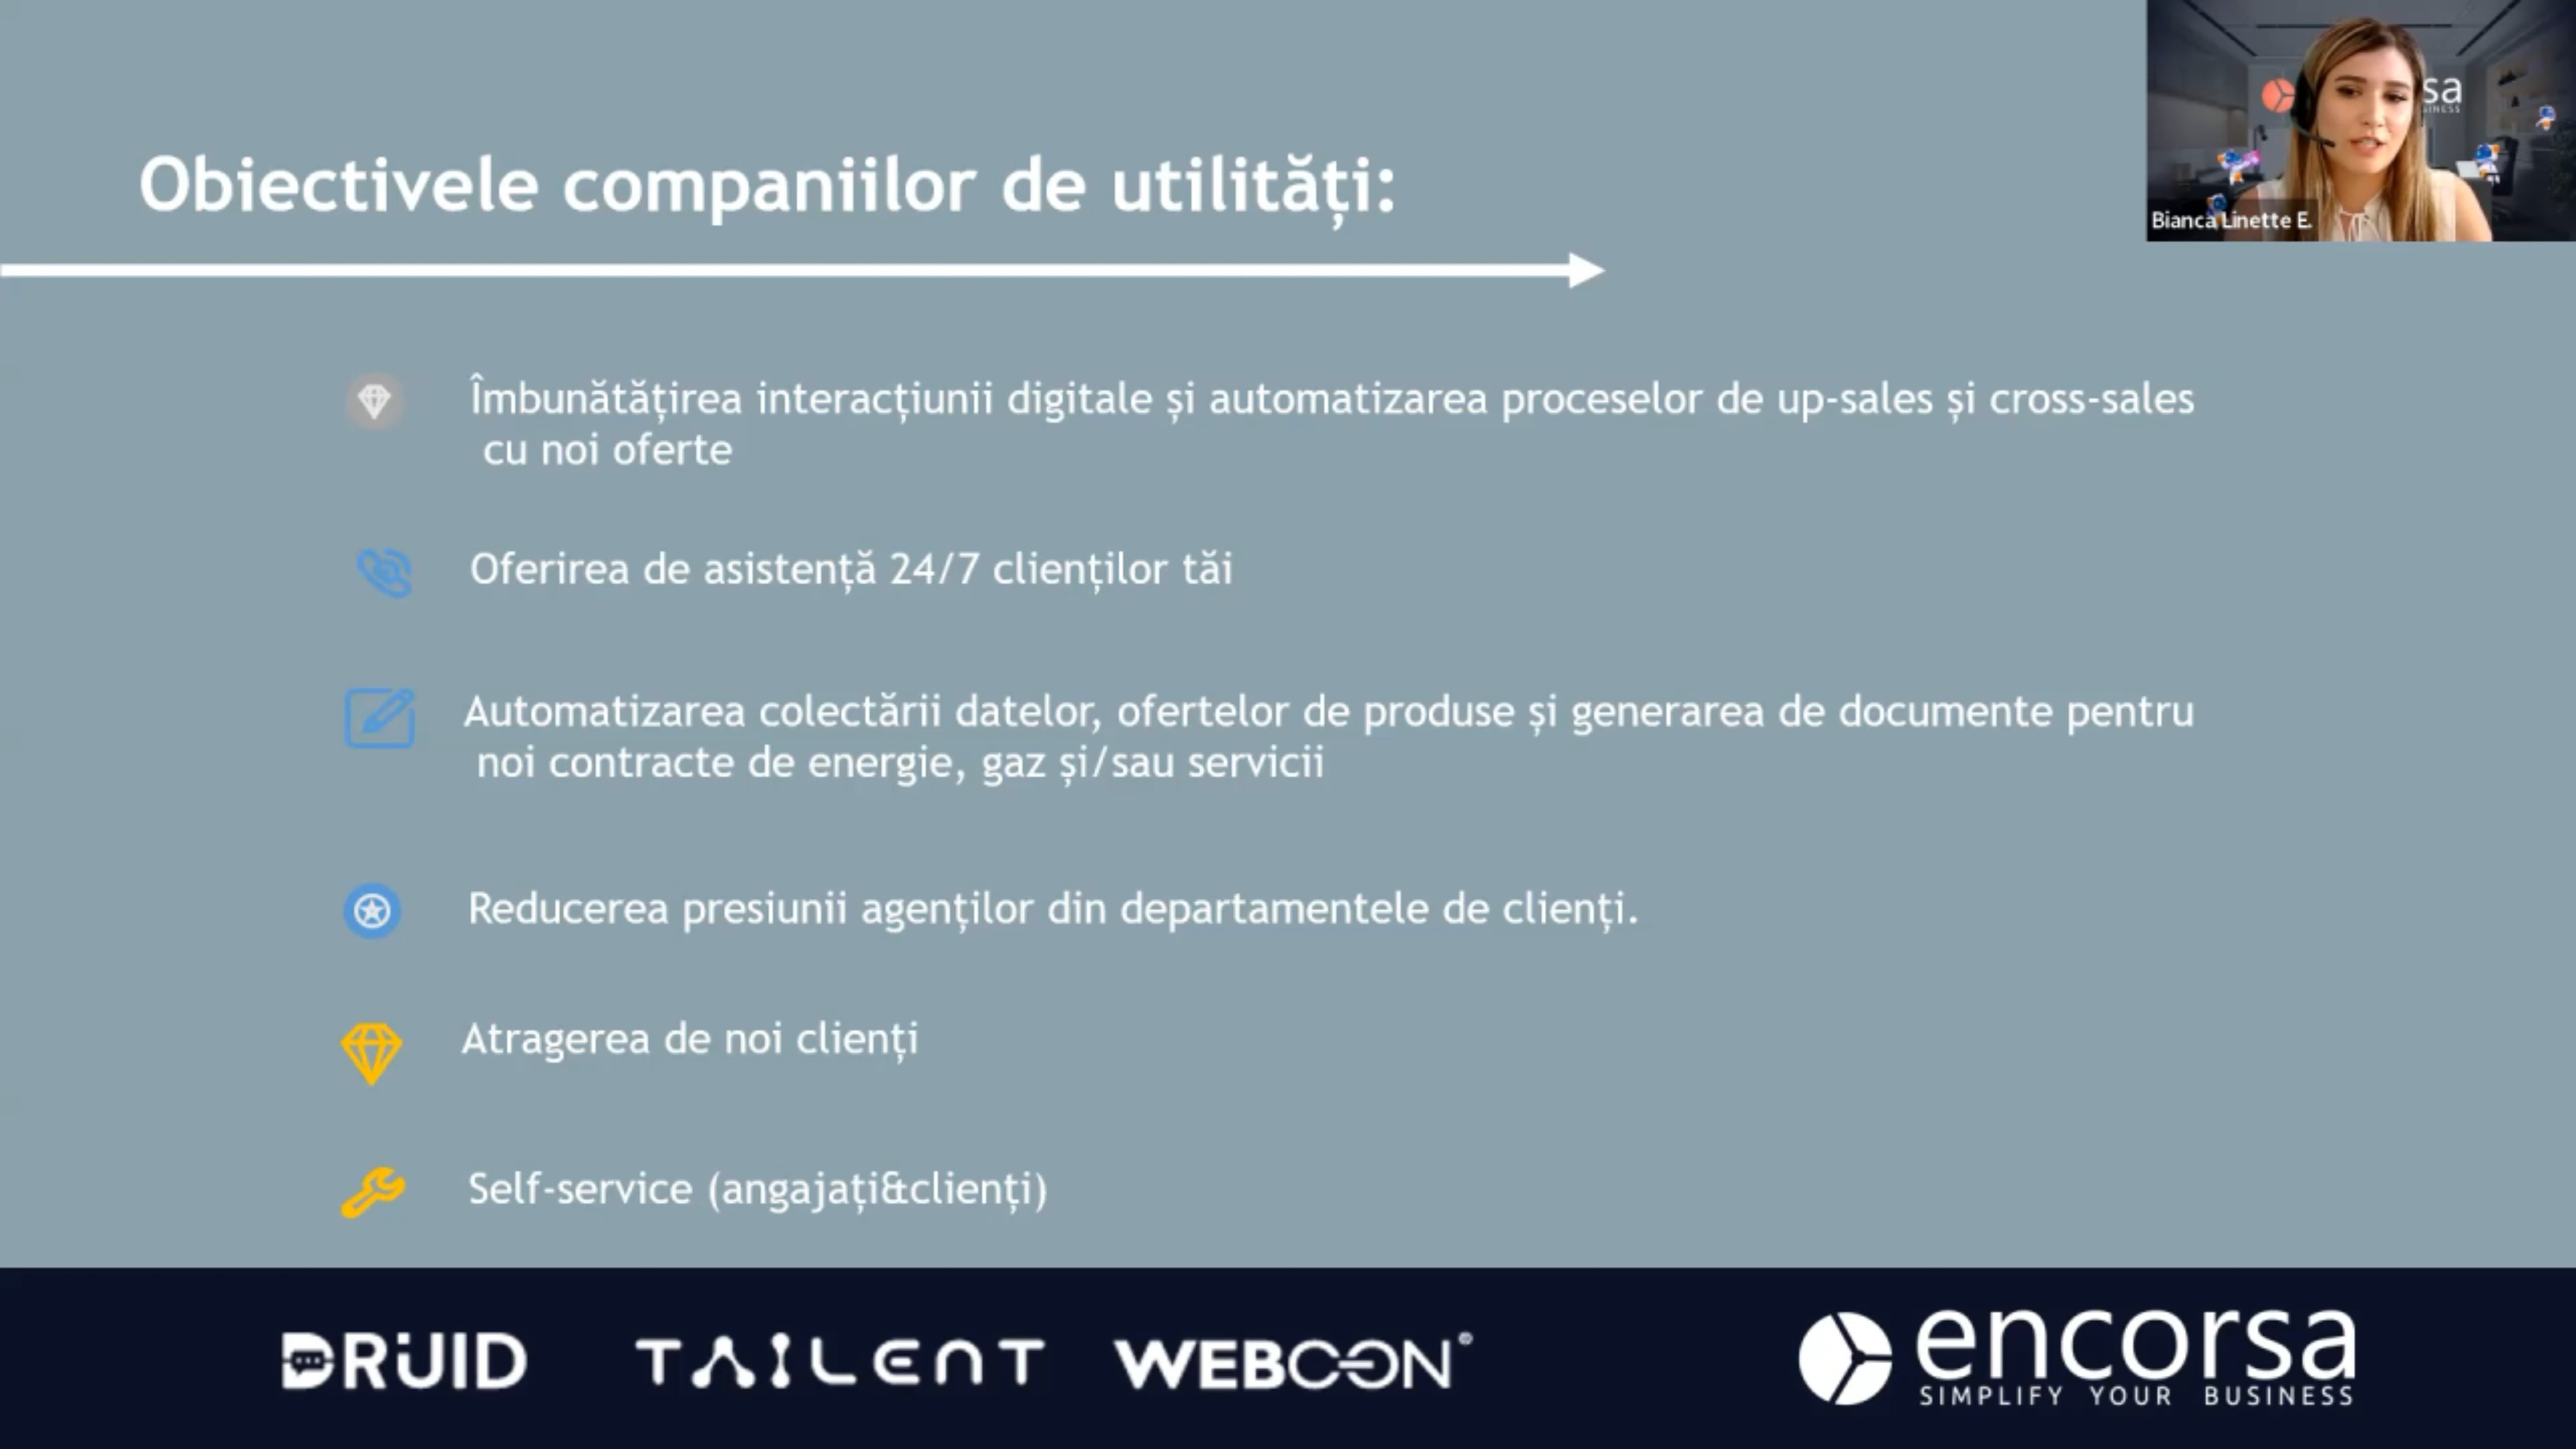 Obiectivele companiilor de utilități:
sa
INESS
Bianca Linette E.
Îmbunătățirea interacțiunii digitale și automatizarea proceselor de up-sales și cross-sales
cu noi oferte
Oferirea de asistență 24/7 clienților tăi
Automatizarea colectării datelor, ofertelor de produse și generarea de documente pentru
noi contracte de energie, gaz și/sau servicii
Reducerea presiunii agenților din departamentele de clienți.
Atragerea de noi clienți
Self-service (angajați&clienți)
DRUID TAILENT WEBCON® encorsa
SIMPLIFY YOUR BUSINESS